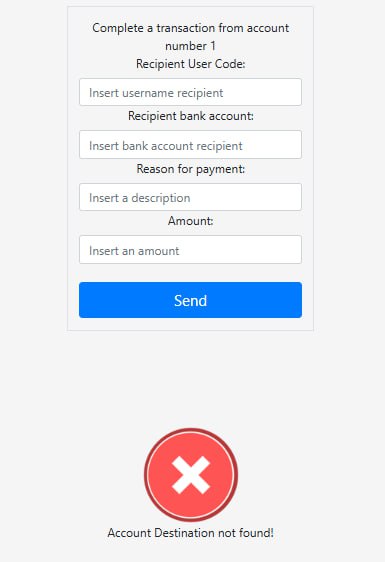 Complete a transaction from account
number 1
Recipient User Code:
Insert username recipient
Recipient bank account:
Insert bank account recipient
Reason for payment:
Insert a description
Amount:
Insert an amount
Send
Account Destination not found!